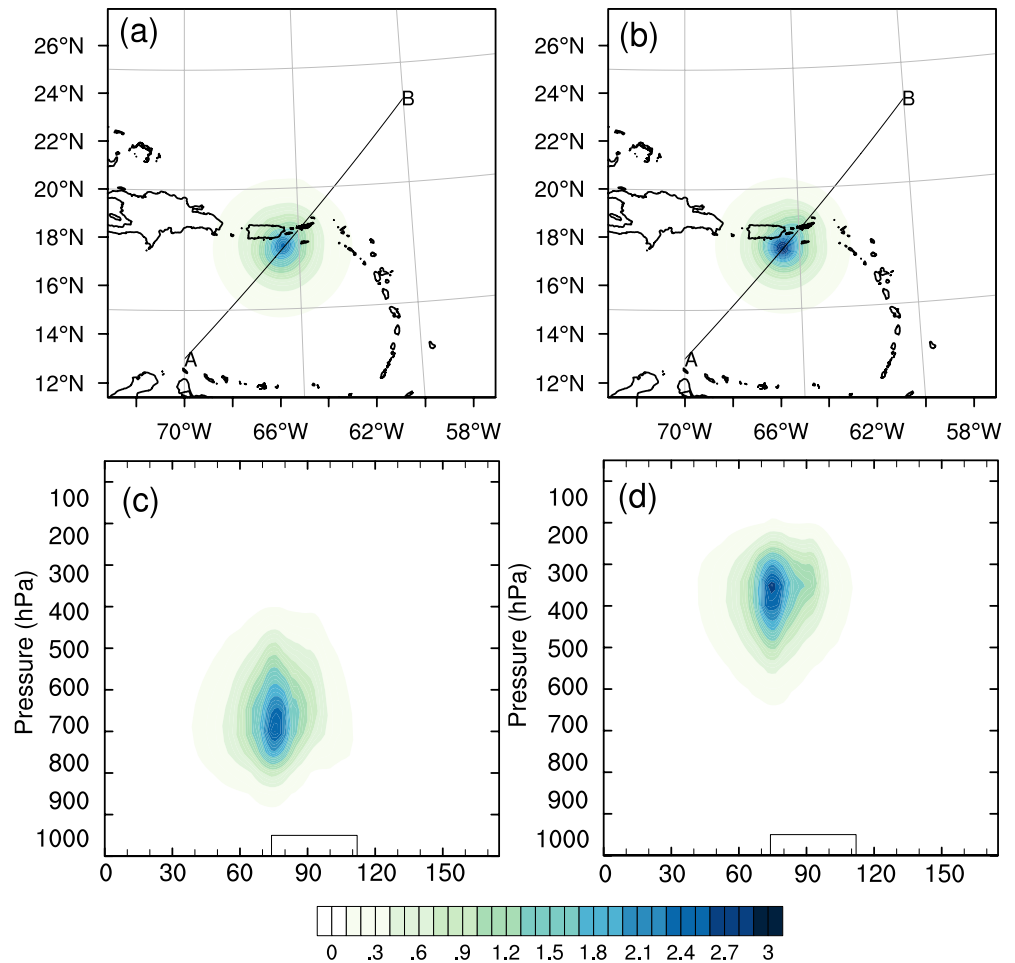 (a)
26°N
24°N
22°N
20°N
18°N
16°N
14°N
12°N
A
B
70°W 66°W 62°W 58°W
(b)
26°N
24°N
22°N
20°N
18°N
16°N
14°N
12°N
A
B
70°W 66°W 62°W 58°W
(c)
Pressure (hPa)
100
200
300
400
500
600
700
800
900
1000
0 30 60 90 120 150
(d)
Pressure (hPa)
100
200
300
400
500
600
700
800
900
1000
0 30 60 90 120 150
0 .3 .6 .9 1.2 1.5 1.8 2.1 2.4 2.7 3